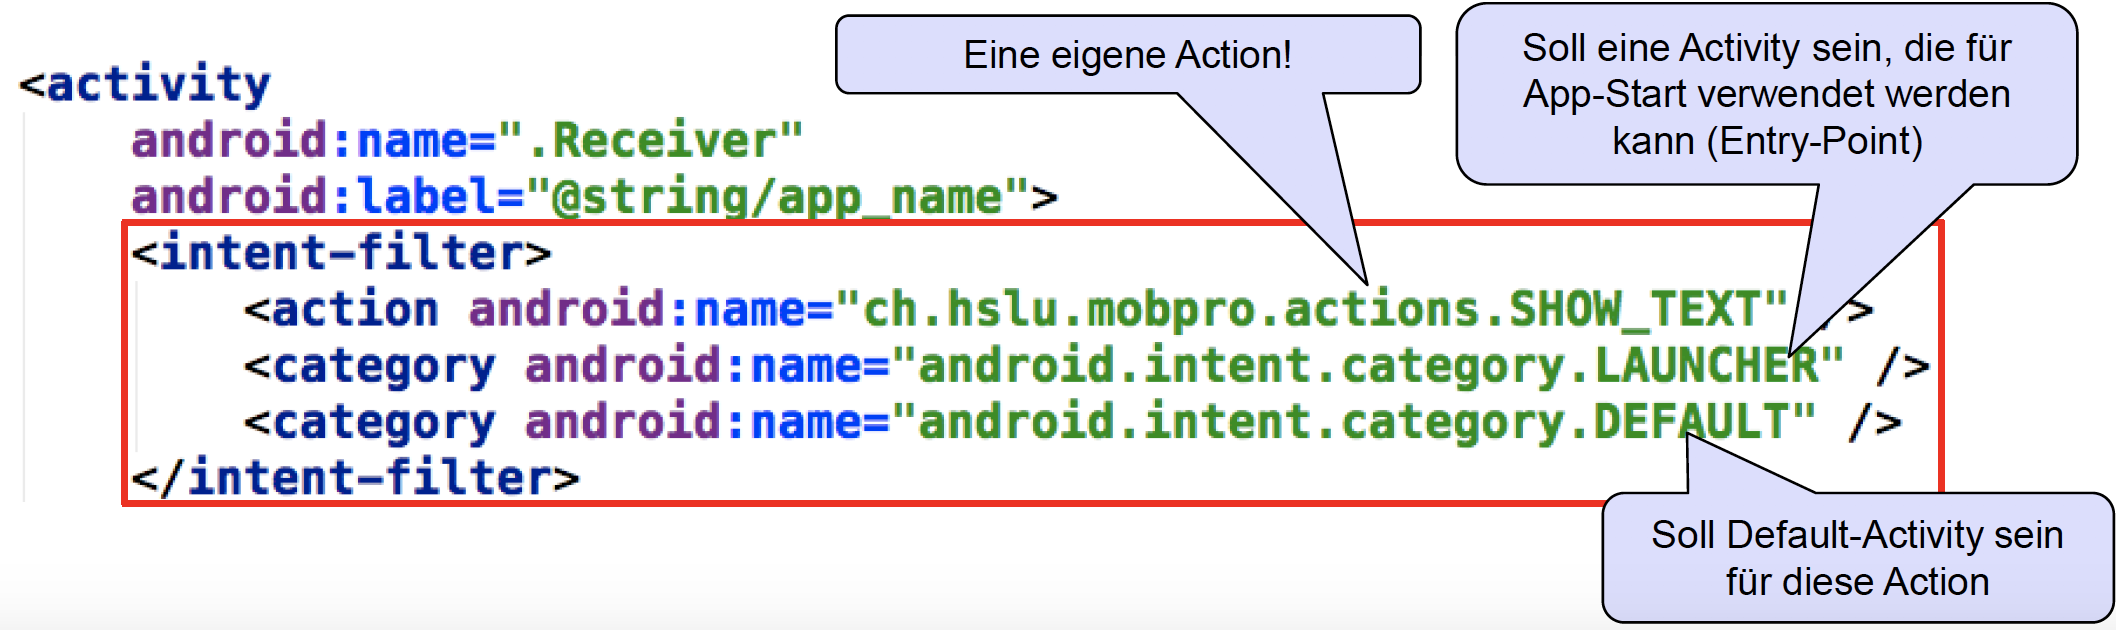 Eine eigene Action!
Soll eine Activity sein, die für
App-Start verwendet werden
kann (Entry-Point)
<activity
android:name=".Receiver"
android:label="@string/app_name">
<intent-filter>
<action android:name="ch.hslu.mobpro.actions.SHOW_TEXT" />
<category android:name="android.intent.category.LAUNCHER" />
<category android:name="android.intent.category.DEFAULT" />
</intent-filter>
Soll Default-Activity sein
für diese Action